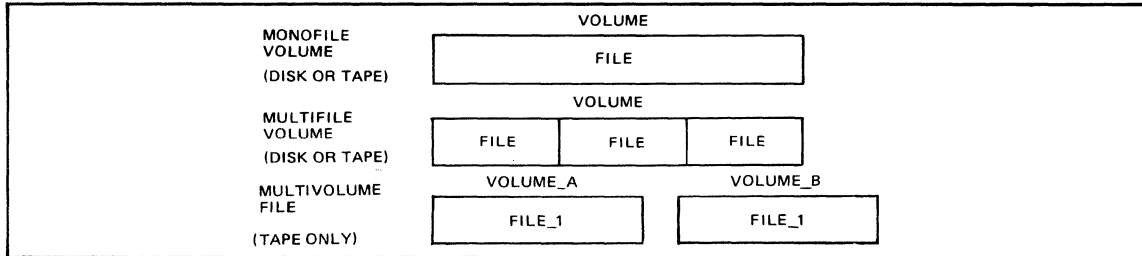 VOLUME
MONOFILE
VOLUME
(DISK OR TAPE)
FILE
VOLUME
MULTIFILE
VOLUME
(DISK OR TAPE)
FILE FILE FILE
VOLUME_A VOLUME_B
MULTIVOLUME
FILE
(TAPE ONLY)
FILE_1 FILE_1